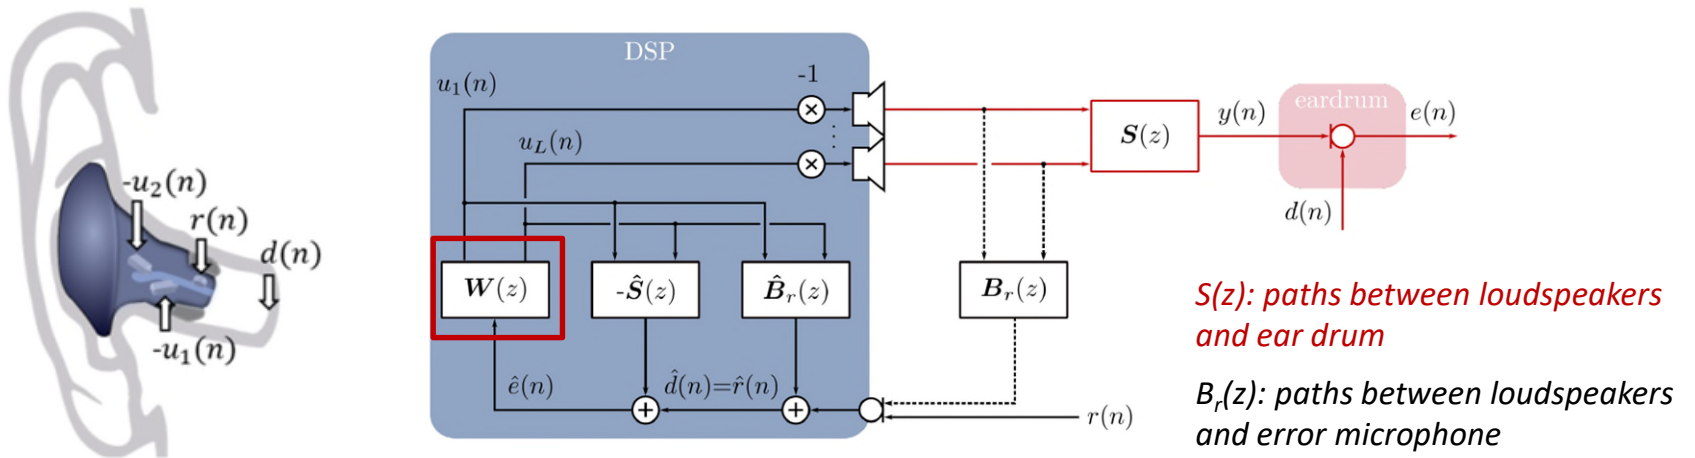 -u₂(n)
r(n)
d(n)
-u₁(n)
DSP
u₁(n)
-1
u_L(n)
W(z)
-Ŝ(z)
B̂ᵣ(z)
ê(n)
d̂(n)=r̂(n)
Bᵣ(z)
r(n)
S(z)
y(n)
eardrum
e(n)
d(n)
S(z): paths between loudspeakers
and ear drum
Bᵣ(z): paths between loudspeakers
and error microphone